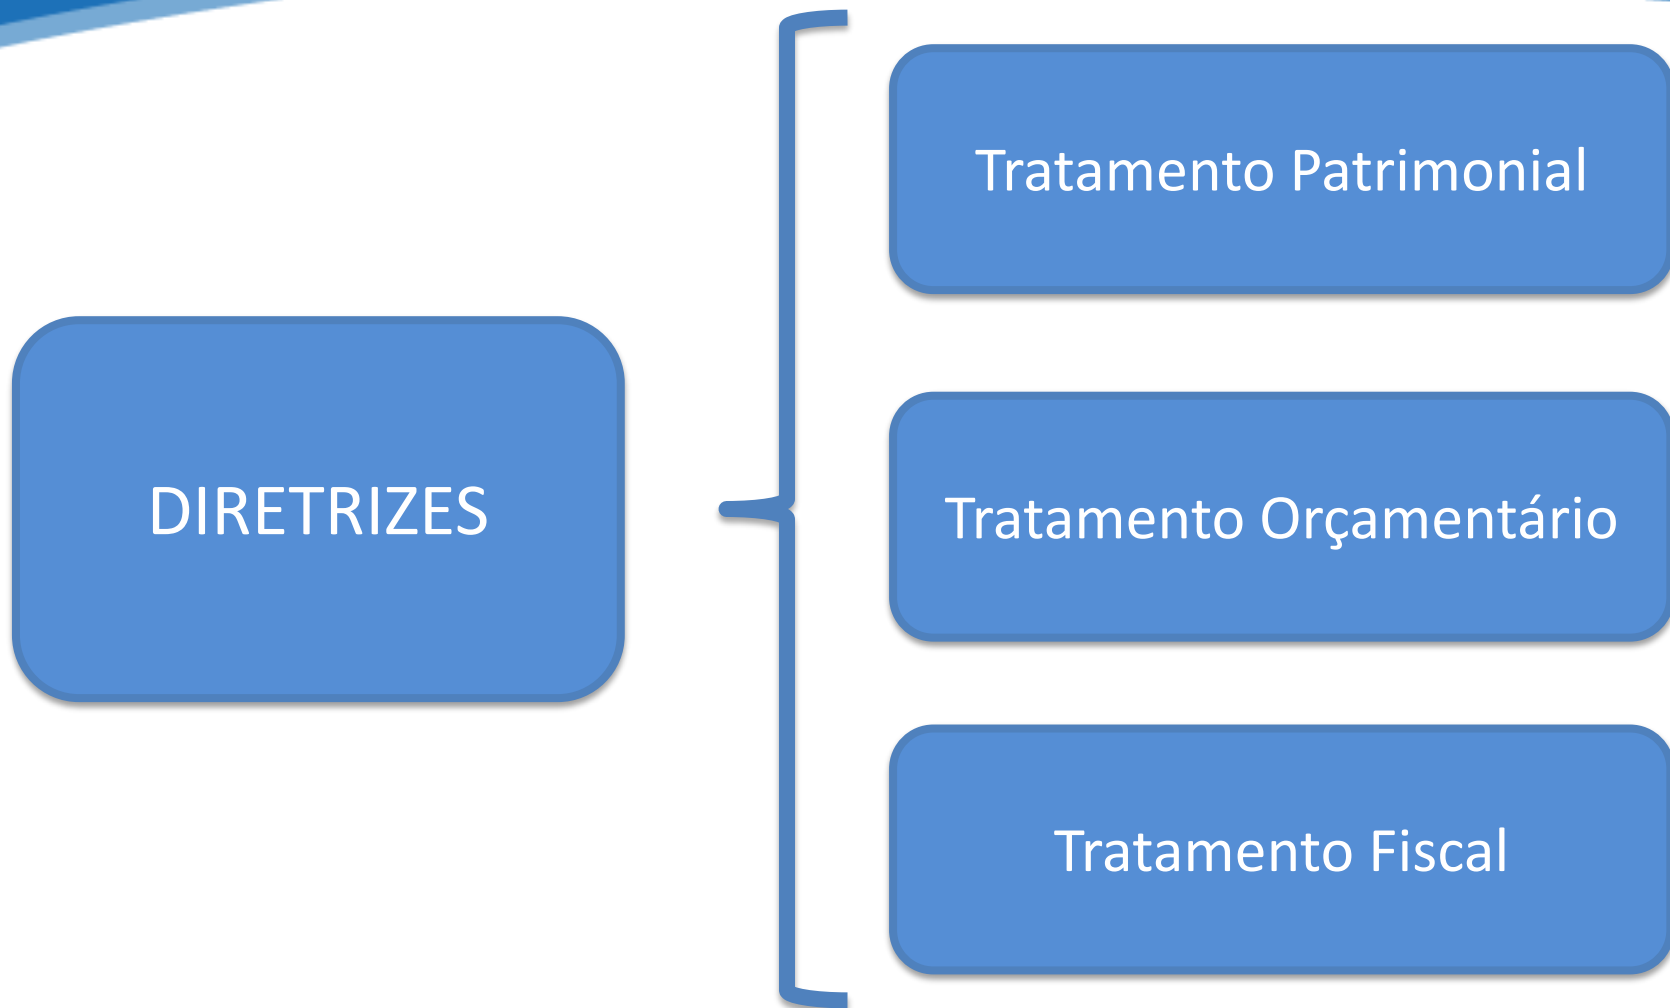 DIRETRIZES
Tratamento Patrimonial
Tratamento Orçamentário
Tratamento Fiscal